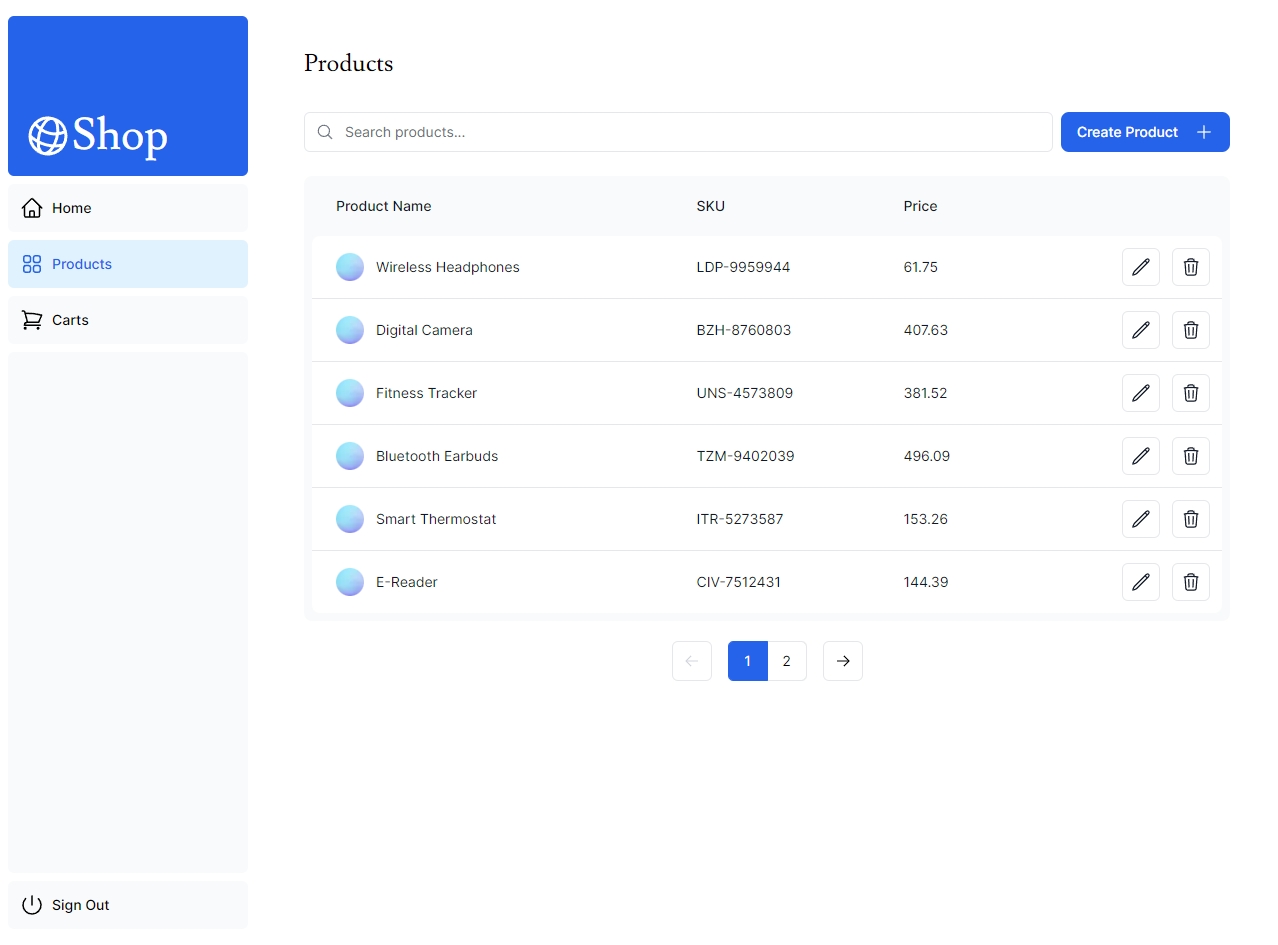 Shop
Home
Products
Carts
Sign Out
Products
Search products...
Create Product
Product Name SKU Price
Wireless Headphones LDP-9959944 61.75
Digital Camera BZH-8760803 407.63
Fitness Tracker UNS-4573809 381.52
Bluetooth Earbuds TZM-9402039 496.09
Smart Thermostat ITR-5273587 153.26
E-Reader CIV-7512431 144.39
1 2